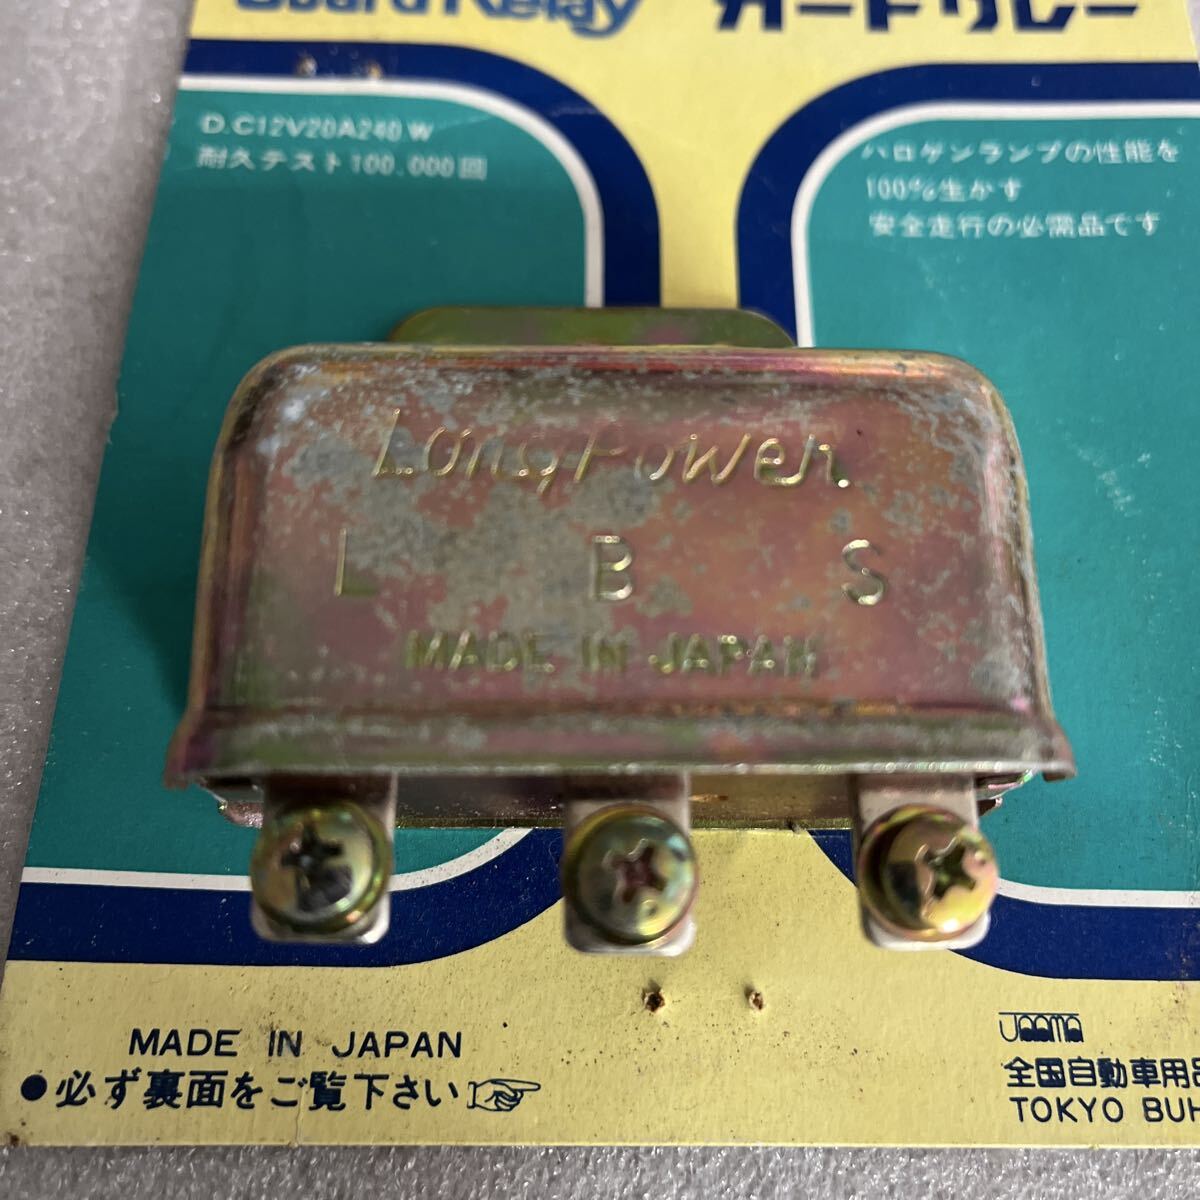 Guard Relay
ガードリレー
D.C12V20A240W
耐久テスト100.000回
ハロゲンランプの性能を
100%生かす
安全走行の必需品です
Long Power
L B S
MADE IN JAPAN
MADE IN JAPAN
●必ず裏面をご覧下さい
JAAMA
全国自動車用品
TOKYO BUH